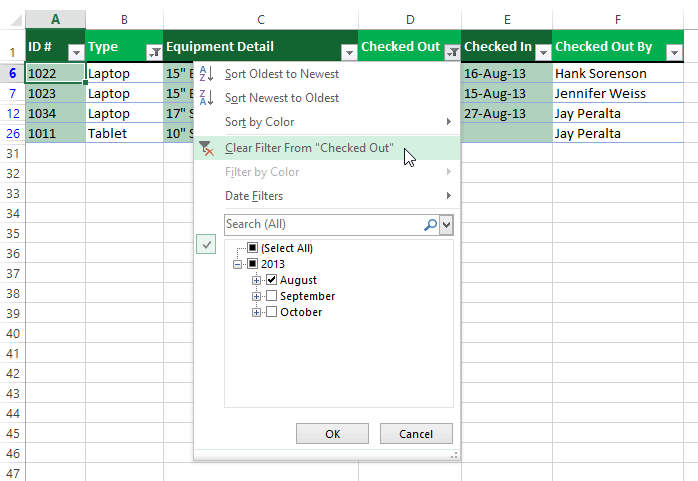 A B C D E F
1 ID # Type Equipment Detail Checked Out Checked In Checked Out By
6 1022 Laptop 15" 16-Aug-13 Hank Sorenson
7 1023 Laptop 15" 15-Aug-13 Jennifer Weiss
12 1034 Laptop 17" 27-Aug-13 Jay Peralta
26 1011 Tablet 10" Jay Peralta
31
32
33
34
35
36
37
38
39
40
41
42
43
44
45
46
47
Sort Oldest to Newest
Sort Newest to Oldest
Sort by Color
Clear Filter From "Checked Out"
Filter by Color
Date Filters
Search (All)
(Select All)
2013
August
September
October
OK Cancel